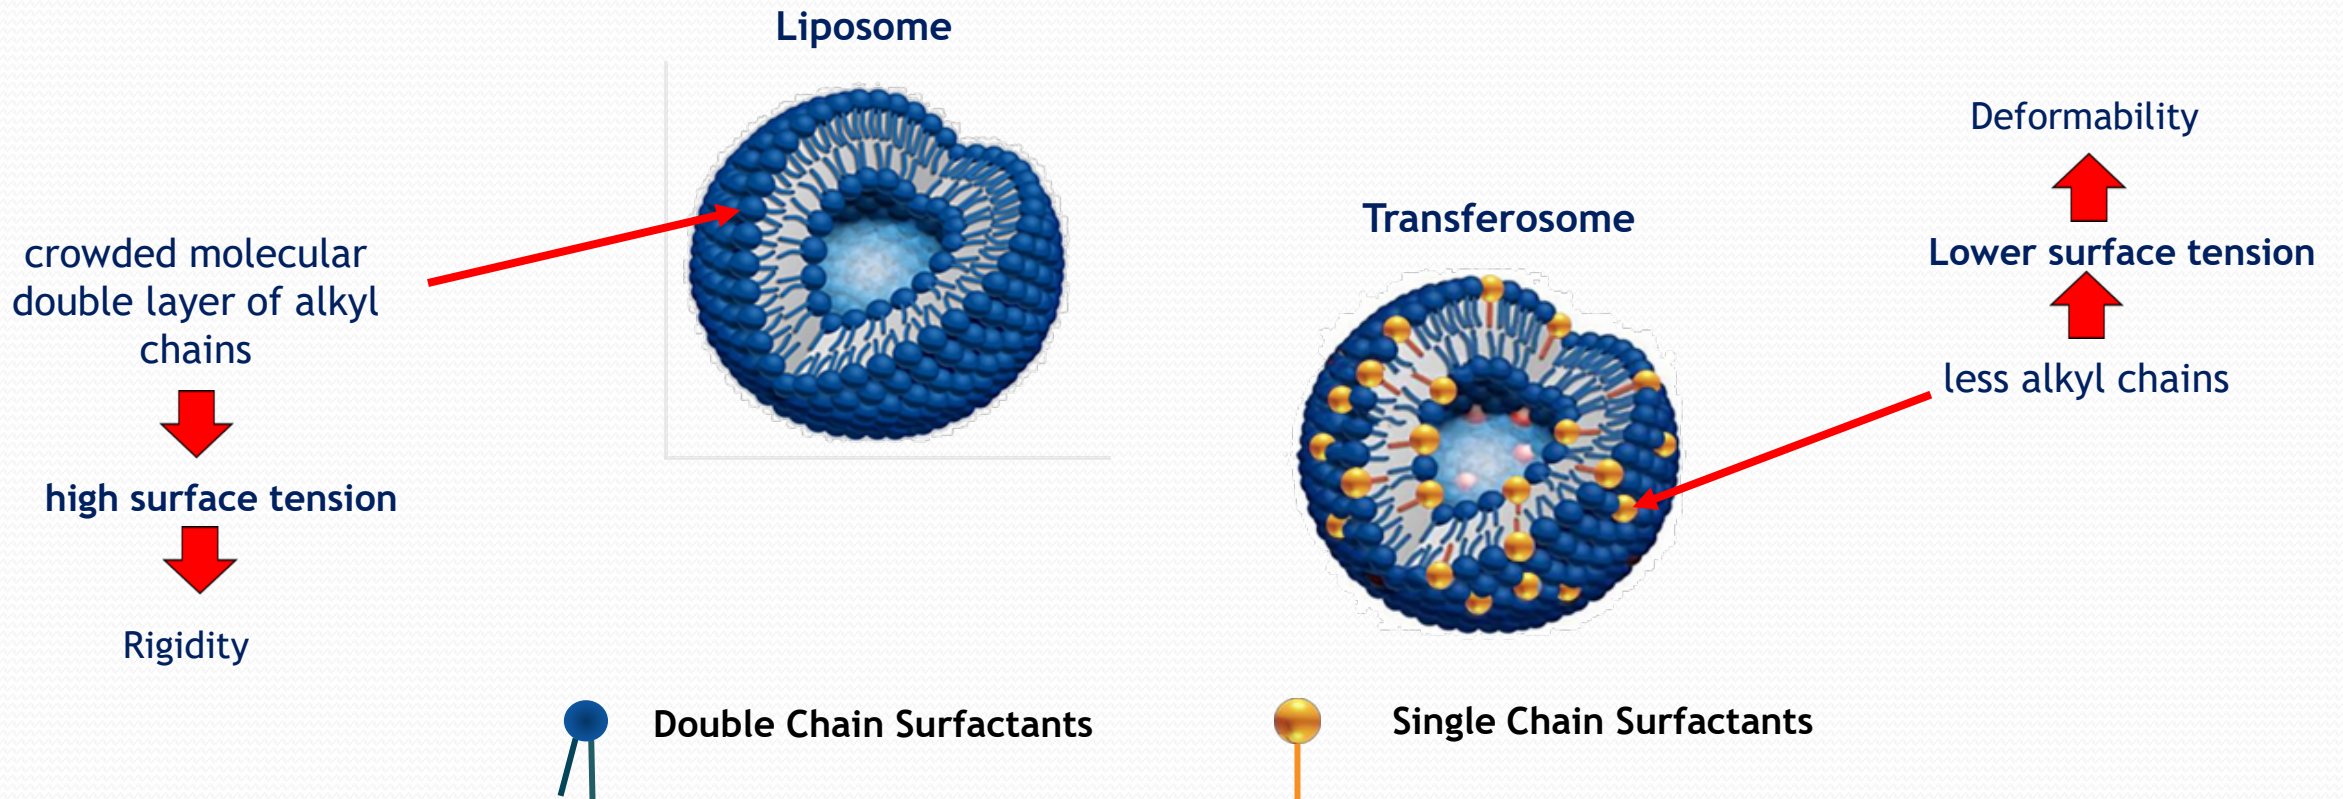 Liposome
crowded molecular
double layer of alkyl
chains
high surface tension
Rigidity
Transferosome
Deformability
Lower surface tension
less alkyl chains
Double Chain Surfactants
Single Chain Surfactants